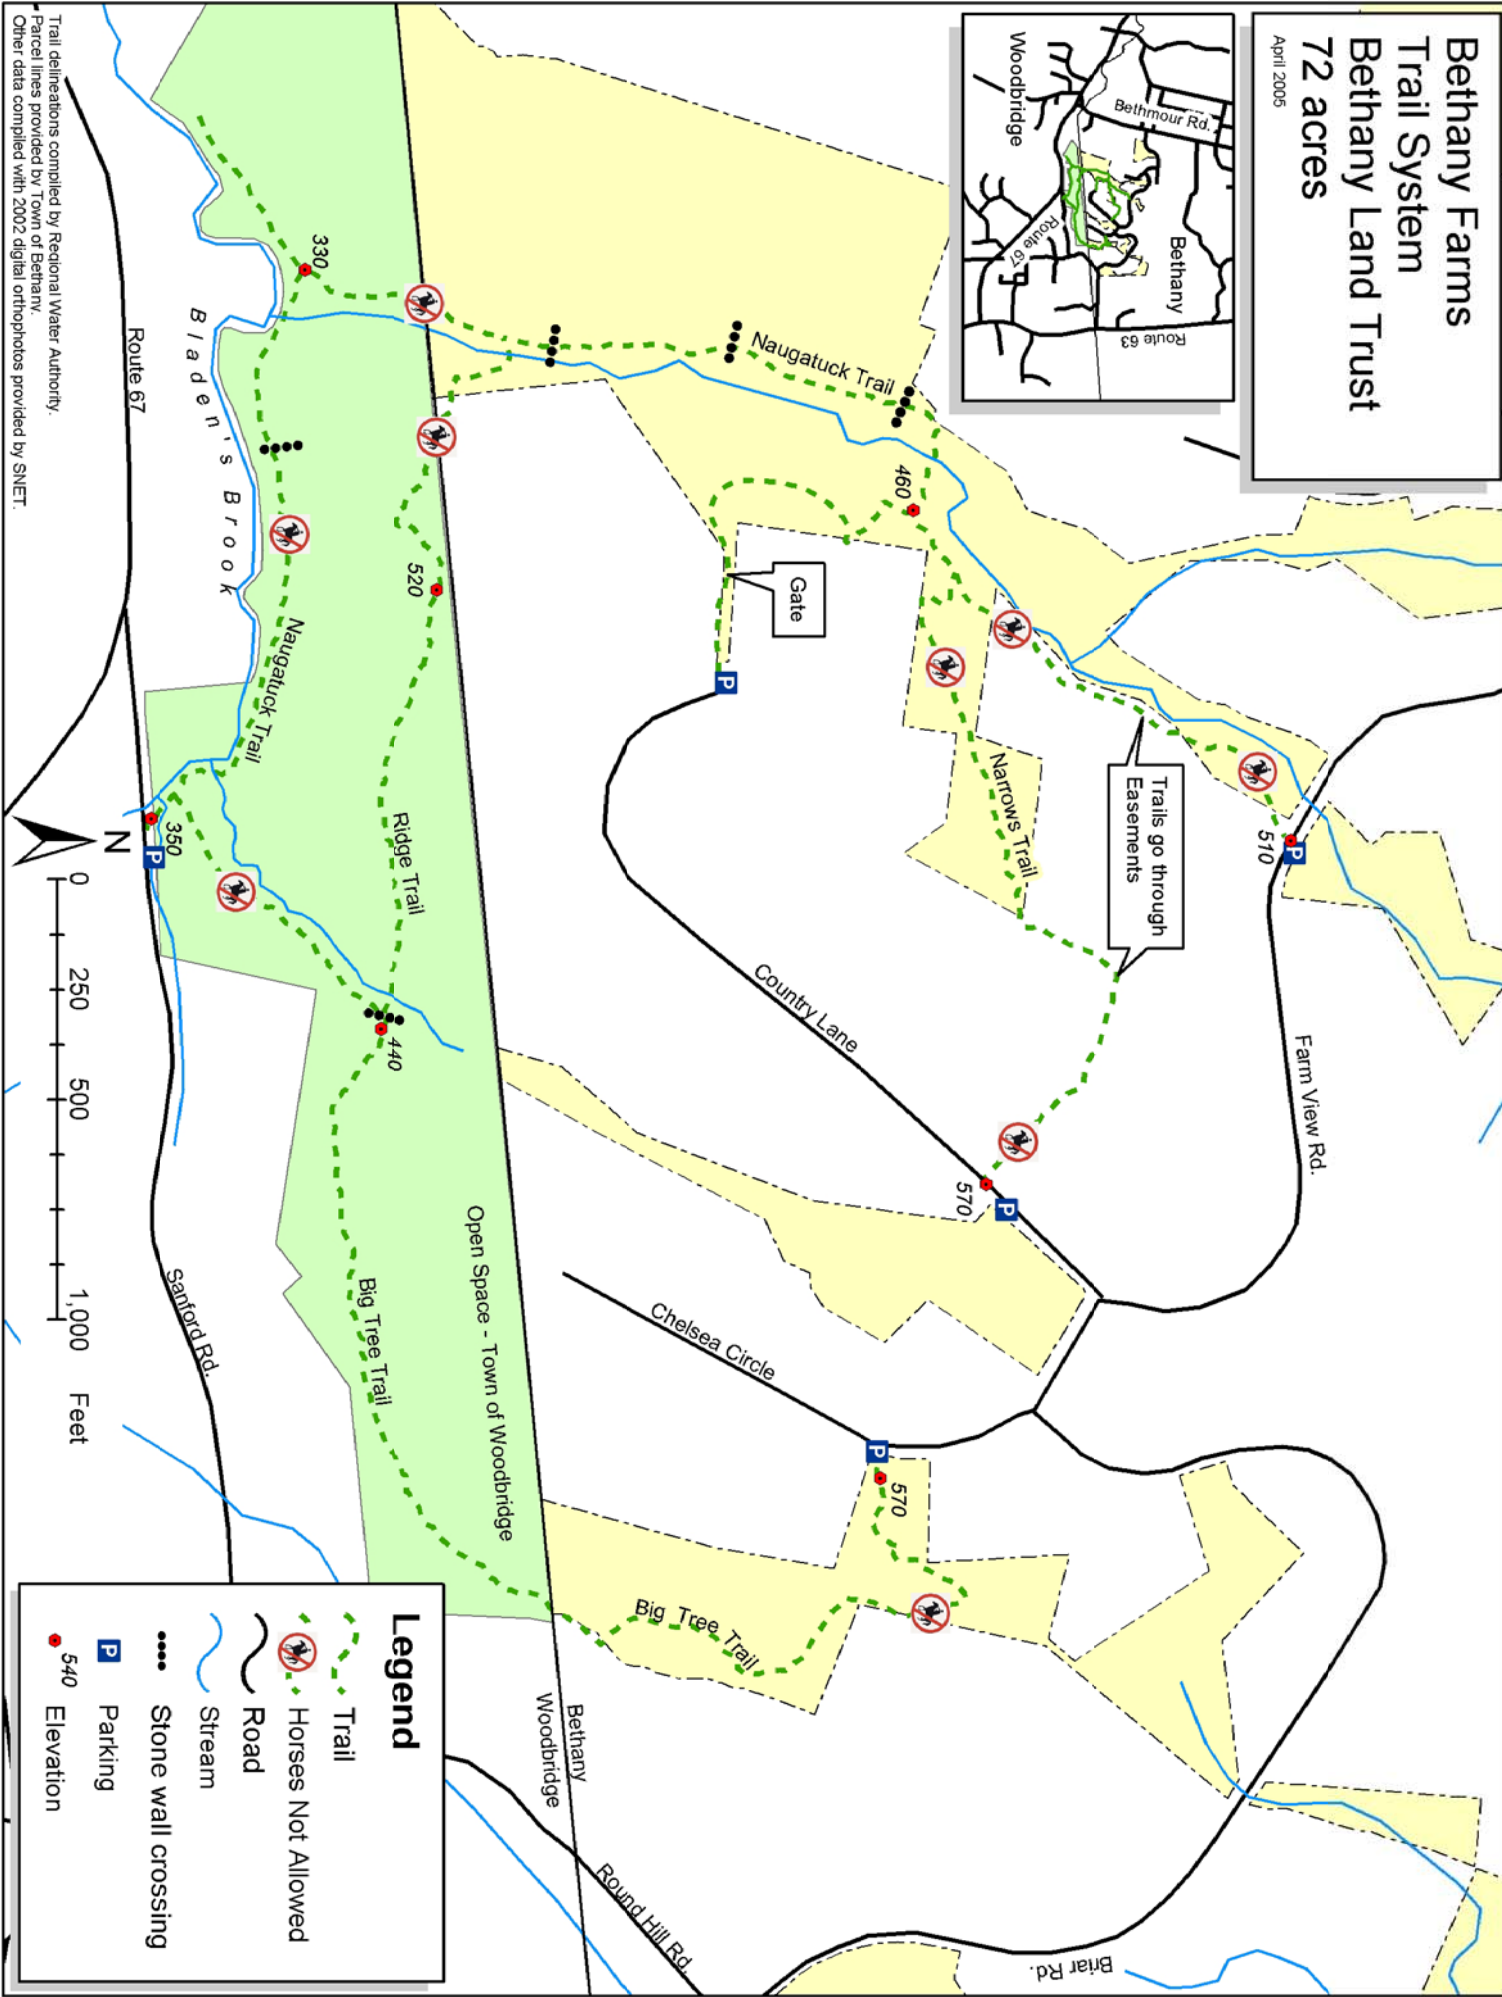 Bethany Farms
Trail System
Bethany Land Trust
72 acres
April 2005
Woodbridge
Bethmour Rd.
Bethany
Route 67
Route 63
Naugatuck Trail
330
460
520
Gate
Trails go through
Easements
510
Narrows Trail
Country Lane
Farm View Rd.
570
Route 67
Bladen's Brook
Naugatuck Trail
350
Ridge Trail
440
N
0
250
500
1,000
Feet
Open Space - Town of Woodbridge
Big Tree Trail
Sanford Rd.
Chelsea Circle
570
Big Tree Trail
Bethany
Woodbridge
Round Hill Rd.
Briar Rd.
P
P
P
P
P
Legend
Trail
Horses Not Allowed
Road
Stream
Stone wall crossing
P Parking
540 Elevation
Trail delineations compiled by Regional Water Authority.
Parcel lines provided by Town of Bethany.
Other data compiled with 2002 digital orthophotos provided by SNET.